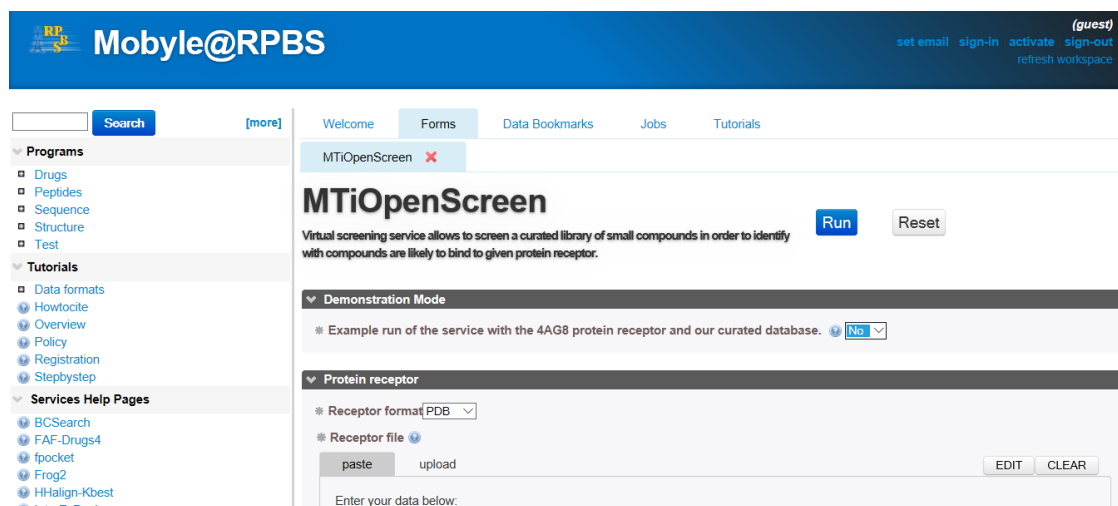 RPBS
Mobyle@RPBS
(guest)
set email sign-in activate sign-out
refresh workspace
Search
[more]
Programs
Drugs
Peptides
Sequence
Structure
Test
Tutorials
Data formats
Howtocite
Overview
Policy
Registration
Stepbystep
Services Help Pages
BCSearch
FAF-Drugs4
fpocket
Frog2
HHalign-Kbest
Welcome Forms Data Bookmarks Jobs Tutorials
MTiOpenScreen
MTiOpenScreen
Run Reset
Virtual screening service allows to screen a curated library of small compounds in order to identify
with compounds are likely to bind to given protein receptor.
Demonstration Mode
Example run of the service with the 4AG8 protein receptor and our curated database. No
Protein receptor
Receptor format PDB
Receptor file
paste upload
EDIT CLEAR
Enter your data below: